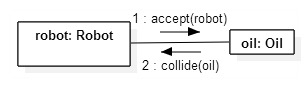 1 : accept(robot)
robot: Robot
oil: Oil
2 : collide(oil)